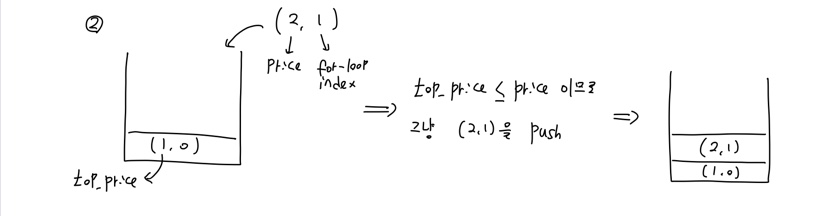 ②
(2, 1)
price for-loop
index
(1, 0)
top_price
⇒ top_price ≤ price 이므로
그냥 (2,1)을 push
⇒
(2,1)
(1.0)